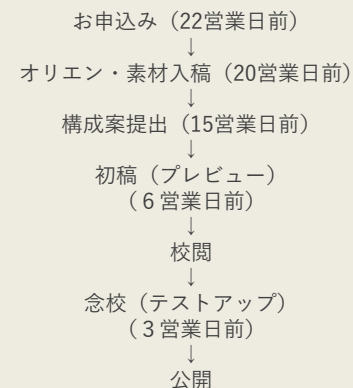 お申込み（22営業日前）
↓
オリエン・素材入稿（20営業日前）
↓
構成案提出（15営業日前）
↓
初稿（プレビュー）
（６営業日前）
↓
校閲
↓
念校（テストアップ）
（３営業日前）
↓
公開